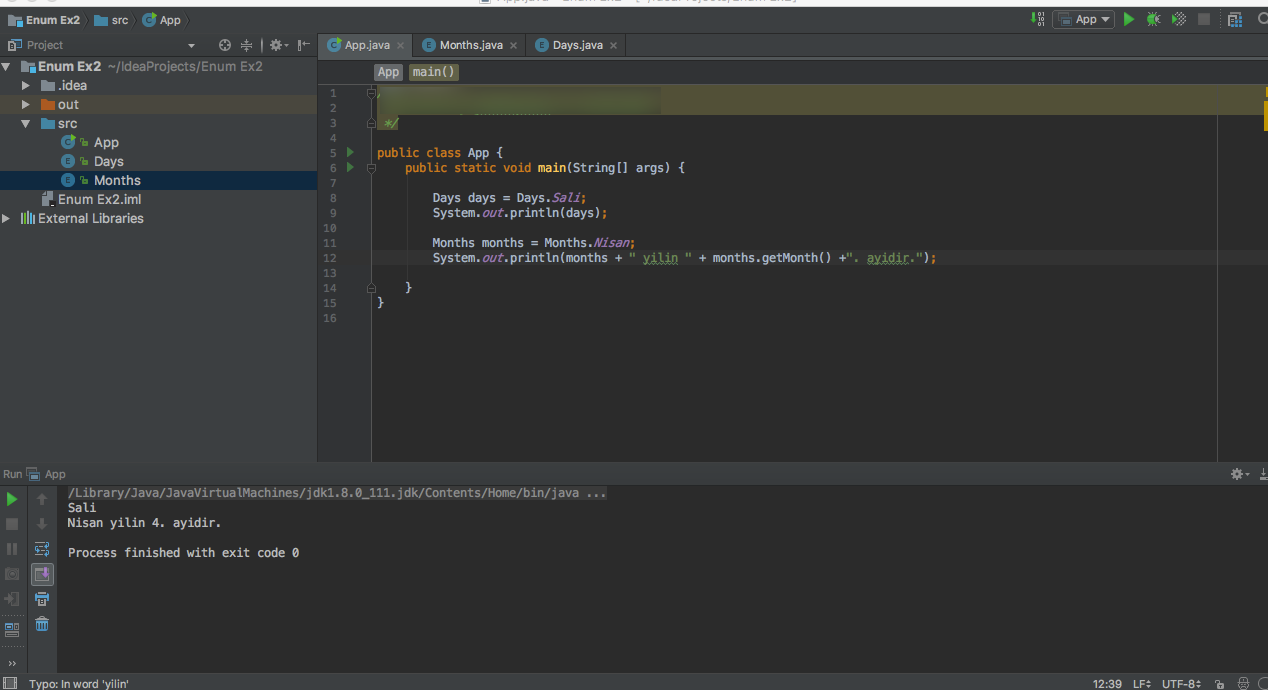 Enum Ex2 src App
App
Project
App.java Months.java Days.java
Enum Ex2 ~/IdeaProjects/Enum Ex2
.idea
out
src
App
Days
Months
Enum Ex2.iml
External Libraries
App main()
1
2
3 */
4
5 public class App {
6 public static void main(String[] args) {
7
8 Days days = Days.Sali;
9 System.out.println(days);
10
11 Months months = Months.Nisan;
12 System.out.println(months + " yilin " + months.getMonth() +". ayidir.");
13
14 }
15 }
16
Run App
/Library/Java/JavaVirtualMachines/jdk1.8.0_111.jdk/Contents/Home/bin/java ...
Sali
Nisan yilin 4. ayidir.
Process finished with exit code 0
Typo: In word 'yilin' 12:39 LF UTF-8